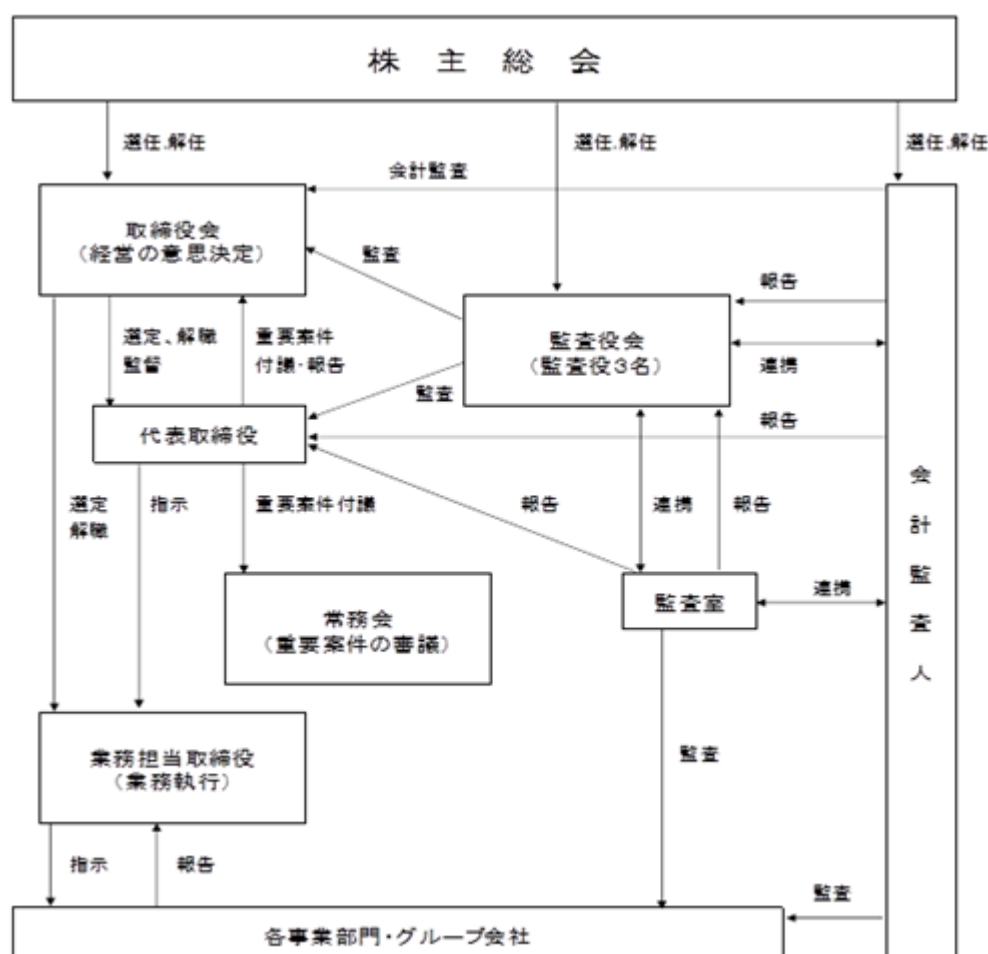 株主総会
選任.解任
選任.解任
選任.解任
会計監査
取締役会
（経営の意思決定）
監査
報告
監査役会
（監査役3名）
連携
選定、解職
監督
重要案件
付議・報告
監査
代表取締役
報告
会計監査人
選定
解職
指示
重要案件付議
報告
連携
報告
常務会
（重要案件の審議）
監査室
連携
業務担当取締役
（業務執行）
監査
指示
報告
監査
各事業部門・グループ会社